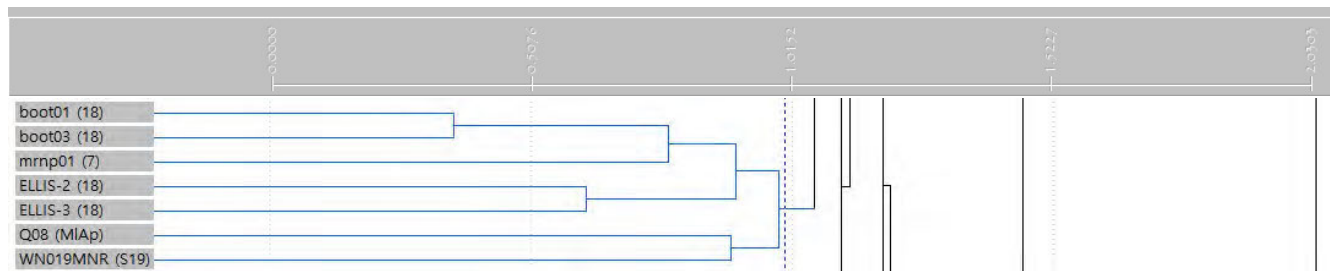 0.0000
0.5076
1.0152
1.5227
2.0303
boot01 (18)
boot03 (18)
mrnp01 (7)
ELLIS-2 (18)
ELLIS-3 (18)
Q08 (MlAp)
WN019MNR (S19)